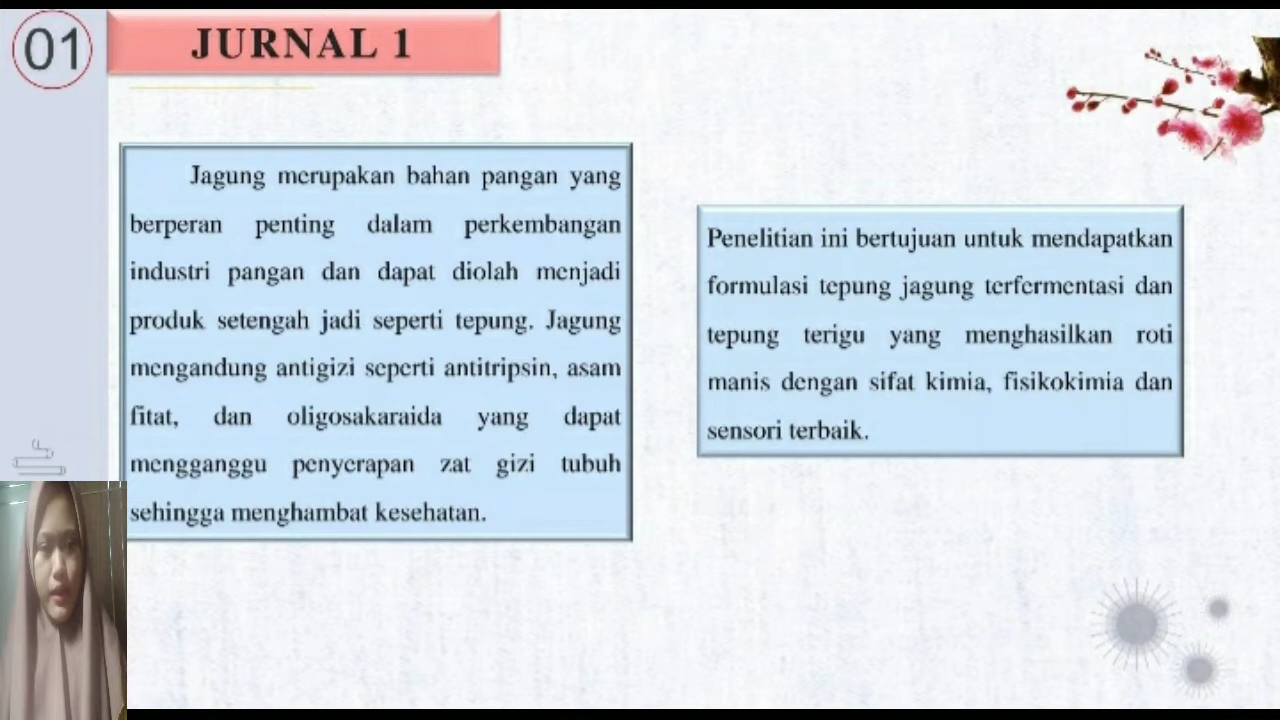 01
JURNAL 1
Jagung merupakan bahan pangan yang
berperan penting dalam perkembangan
industri pangan dan dapat diolah menjadi
produk setengah jadi seperti tepung. Jagung
mengandung antigizi seperti antitripsin, asam
fitat, dan oligosakaraida yang dapat
mengganggu penyerapan zat gizi tubuh
sehingga menghambat kesehatan.
Penelitian ini bertujuan untuk mendapatkan
formulasi tepung jagung terfermentasi dan
tepung terigu yang menghasilkan roti
manis dengan sifat kimia, fisikokimia dan
sensori terbaik.